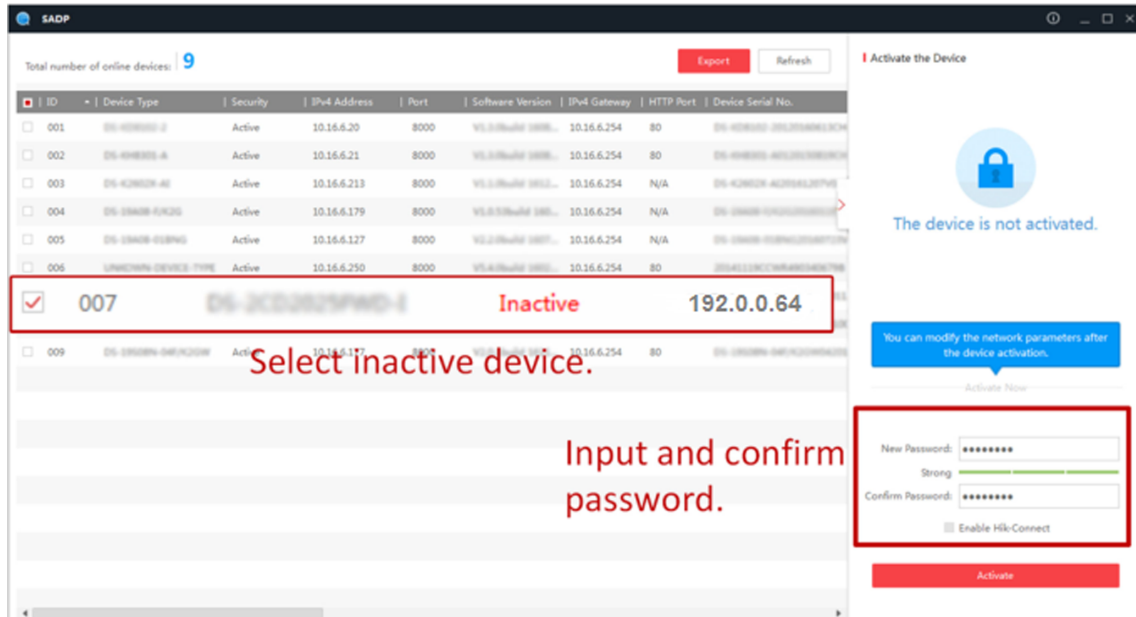 SADP
Total number of online devices: 9
Export
Refresh
ID | Device Type | Security | IPv4 Address | Port | Software Version | IPv4 Gateway | HTTP Port | Device Serial No.
001 Active 10.16.6.20 8000 10.16.6.254 80
002 Active 10.16.6.21 8000 10.16.6.254 80
003 Active 10.16.6.213 8000 10.16.6.254 N/A
004 Active 10.16.6.179 8000 10.16.6.254 N/A
005 Active 10.16.6.127 8000 10.16.6.254 N/A
006 Active 10.16.6.250 8000 10.16.6.254 80
007 Inactive 192.0.0.64
009 10.16.6.254 80
Select inactive device.
Input and confirm
password.
Activate the Device
The device is not activated.
You can modify the network parameters after
the device activation.
Activate Now
New Password: ••••••••
Strong
Confirm Password: ••••••••
Enable Hik-Connect
Activate